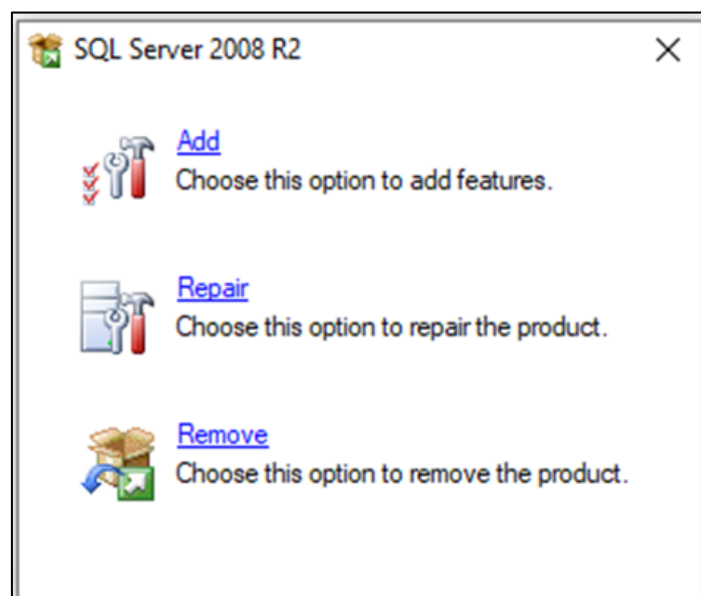 SQL Server 2008 R2
Add
Choose this option to add features.
Repair
Choose this option to repair the product.
Remove
Choose this option to remove the product.